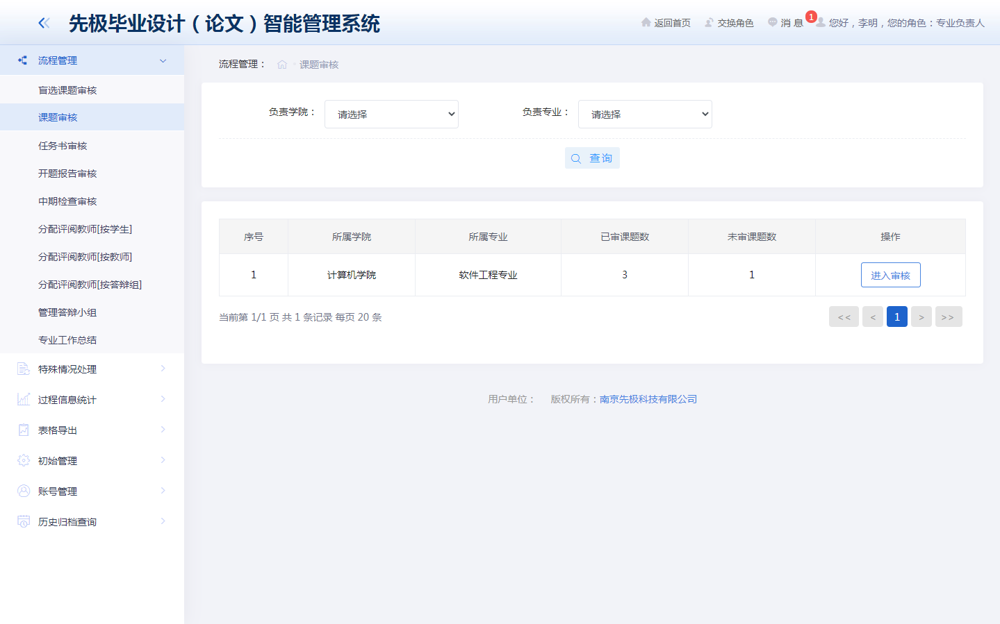 先极毕业设计（论文）智能管理系统
返回首页 交换角色 消 息 1 您好，李明，您的角色：专业负责人
流程管理
盲选课题审核
课题审核
任务书审核
开题报告审核
中期检查审核
分配评阅教师[按学生]
分配评阅教师[按教师]
分配评阅教师[按答辩组]
管理答辩小组
专业工作总结
特殊情况处理
过程信息统计
表格导出
初始管理
账号管理
历史归档查询
流程管理： 课题审核
负责学院： 请选择 负责专业： 请选择
查询
序号 所属学院 所属专业 已审课题数 未审课题数 操作
1 计算机学院 软件工程专业 3 1 进入审核
当前第 1/1 页 共 1 条记录 每页 20 条 << < 1 > >>
用户单位： 版权所有：南京先极科技有限公司